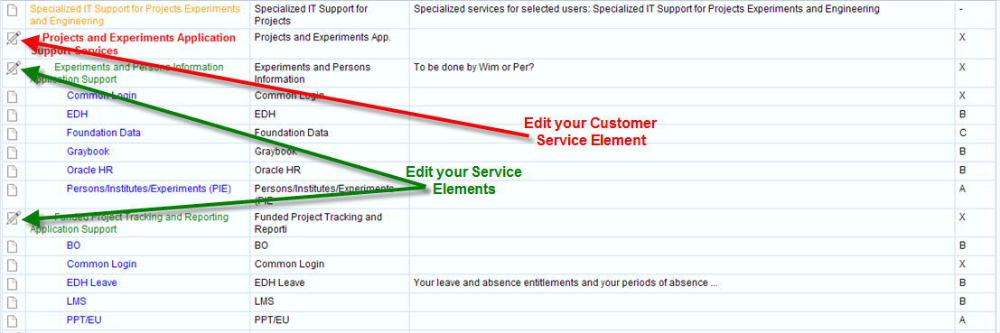 Specialized IT Support for Projects Experiments and Engineering Specialized IT Support for Projects Specialized services for selected users: Specialized IT Support for Projects Experiments and Engineering -
Projects and Experiments Application Support Services Projects and Experiments App. X
Experiments and Persons Information Application Support Experiments and Persons Information To be done by Wim or Per? X
Common Login Common Login X
EDH EDH B
Foundation Data Foundation Data C
Graybook Graybook B
Oracle HR Oracle HR B
Persons/Institutes/Experiments (PIE) Persons/Institutes/Experiments (PIE A
Funded Project Tracking and Reporting Application Support Funded Project Tracking and Reporti X
BO BO B
Common Login Common Login X
EDH Leave EDH Leave Your leave and absence entitlements and your periods of absence ... B
LMS LMS B
PPT/EU PPT/EU A
Edit your Customer
Service Element
Edit your Service
Elements